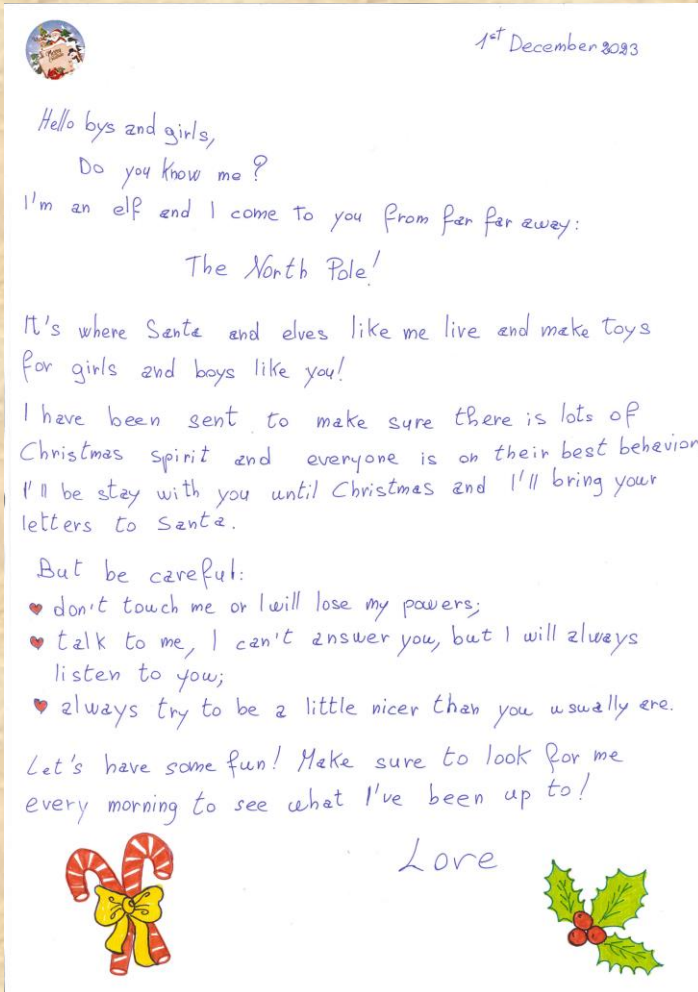 1st December 2023
Hello bys and girls,
Do you know me?
I'm an elf and I come to you from far far away:
The North Pole!
It's where Santa and elves like me live and make toys
for girls and boys like you!
I have been sent to make sure there is lots of
Christmas spirit and everyone is on their best behavior
I'll be stay with you until Christmas and I'll bring your
letters to Santa.
But be careful:
don't touch me or I will lose my powers;
talk to me, I can't answer you, but I will always
listen to you;
always try to be a little nicer than you usually are.
Let's have some fun! Make sure to look for me
every morning to see what I've been up to!
Love